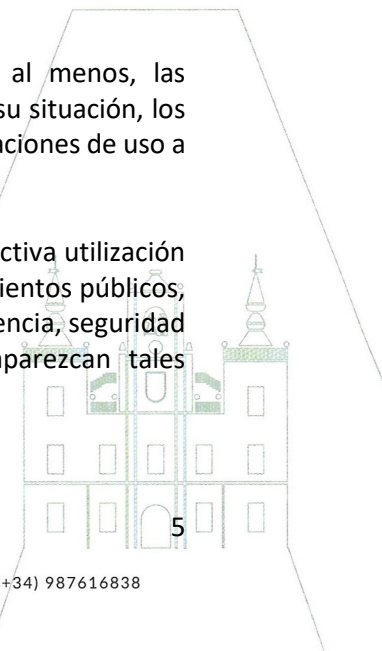 al menos, las
su situación, los
aciones de uso a
ctiva utilización
ientos públicos,
encia, seguridad
aparezcan tales
5
+34) 987616838